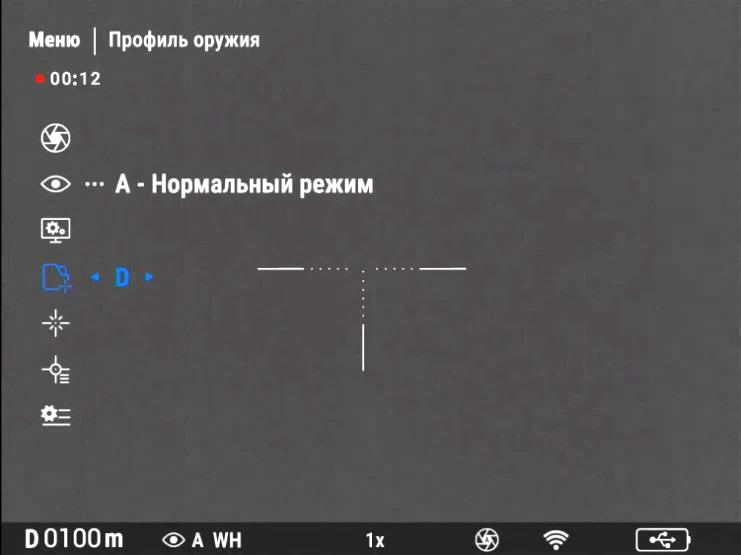 Меню | Профиль оружия
00:12
А - Нормальный режим
D
D0100m A WH 1x